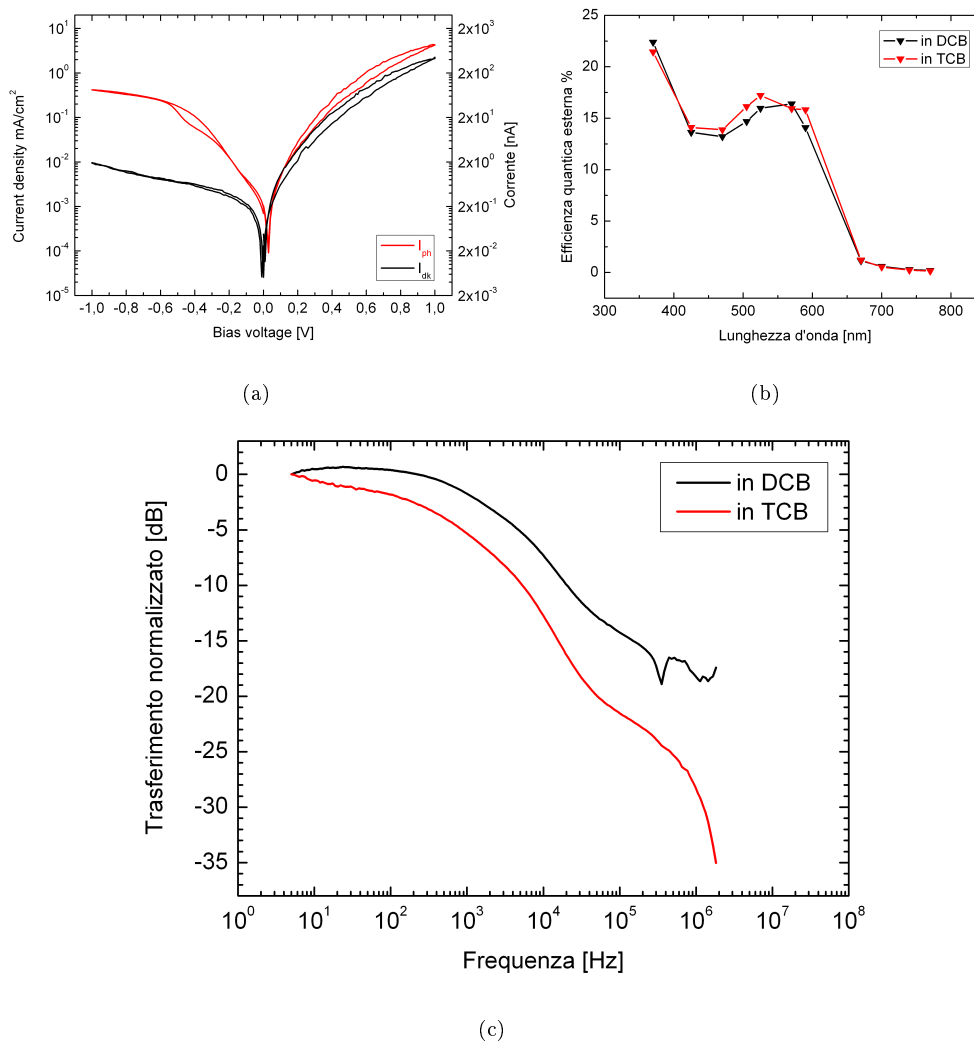 10^1
10^0
10^-1
10^-2
10^-3
10^-4
10^-5
Current density mA/cm^2
-1,0 -0,8 -0,6 -0,4 -0,2 0,0 0,2 0,4 0,6 0,8 1,0
Bias voltage [V]
2x10^3
2x10^2
2x10^1
2x10^0
2x10^-1
2x10^-2
2x10^-3
Corrente [nA]
I_ph
I_dk
(a)
25
20
15
10
5
0
Efficienza quantica esterna %
300 400 500 600 700 800
Lunghezza d'onda [nm]
in DCB
in TCB
(b)
0
-5
-10
-15
-20
-25
-30
-35
Trasferimento normalizzato [dB]
10^0 10^1 10^2 10^3 10^4 10^5 10^6 10^7 10^8
Frequenza [Hz]
in DCB
in TCB
(c)